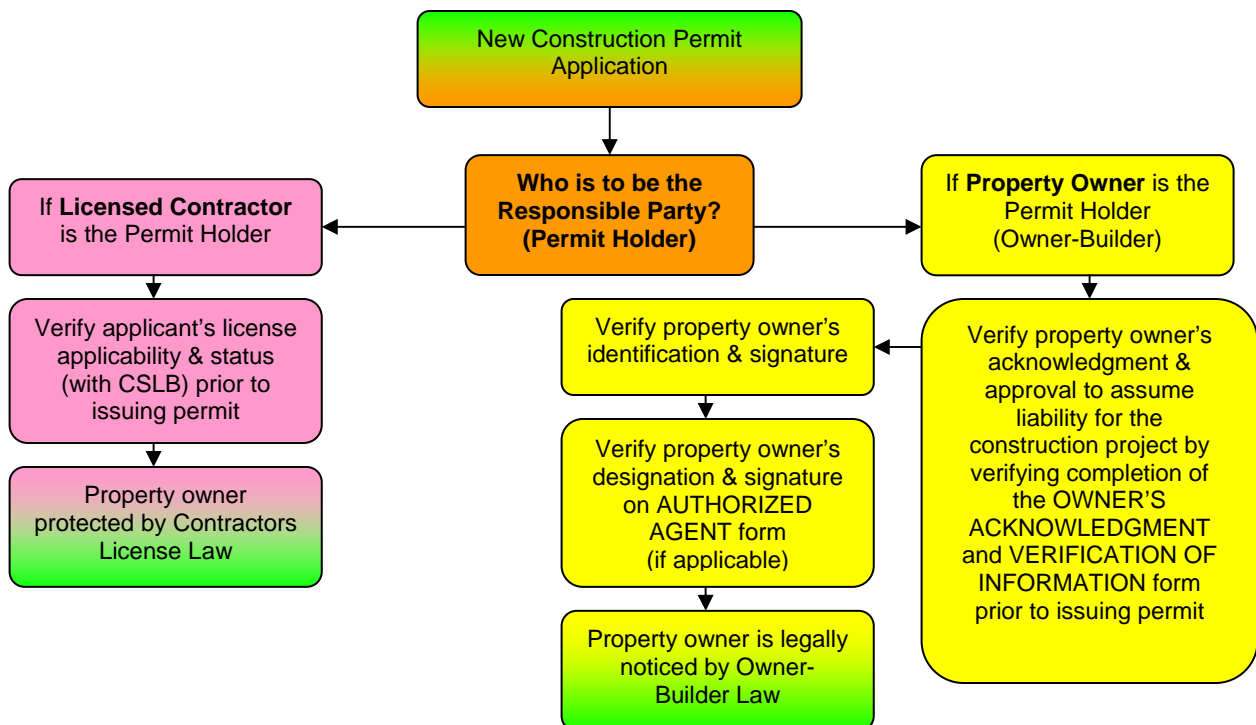 New Construction Permit
Application
Who is to be the
Responsible Party?
(Permit Holder)
If Licensed Contractor
is the Permit Holder
Verify applicant's license
applicability & status
(with CSLB) prior to
issuing permit
Property owner
protected by Contractors
License Law
If Property Owner is the
Permit Holder
(Owner-Builder)
Verify property owner's
acknowledgment &
approval to assume
liability for the
construction project by
verifying completion of
the OWNER'S
ACKNOWLEDGMENT
and VERIFICATION OF
INFORMATION form
prior to issuing permit
Verify property owner's
identification & signature
Verify property owner's
designation & signature
on AUTHORIZED
AGENT form
(if applicable)
Property owner is legally
noticed by Owner-
Builder Law